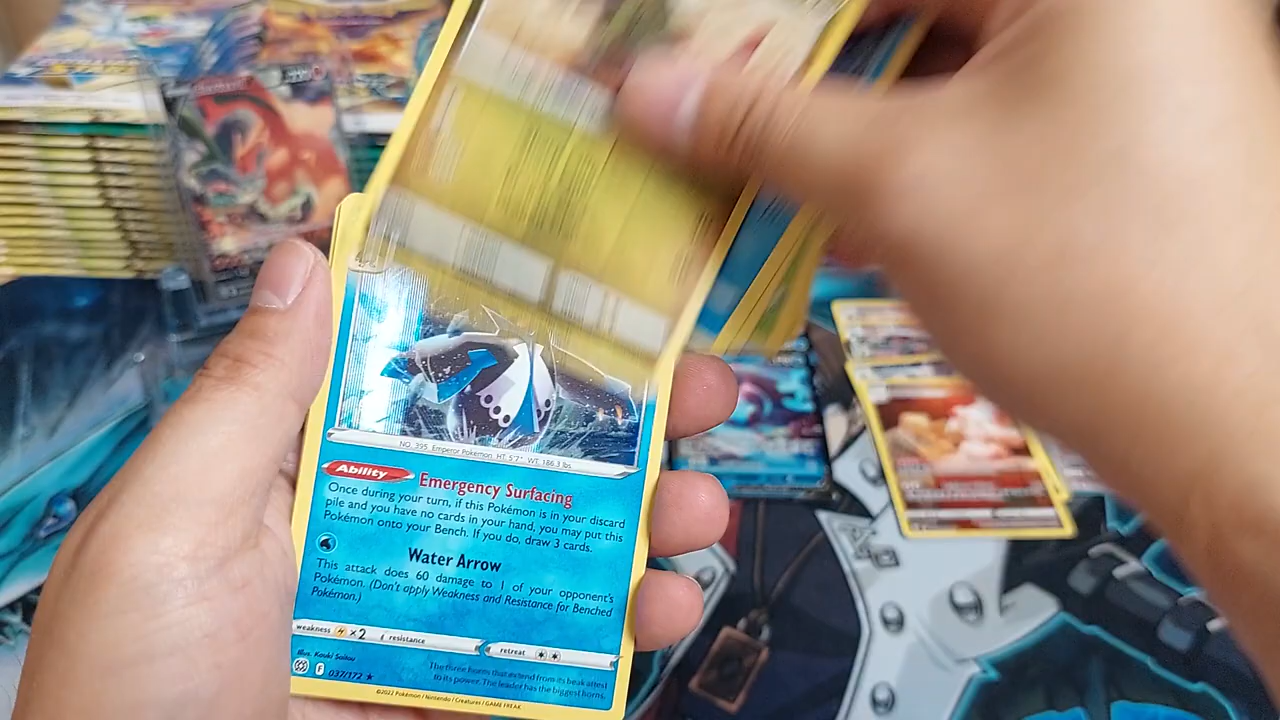 NO. 395 Emperor Pokémon HT: 5'7" WT: 186.3 lbs
Ability Emergency Surfacing
Once during your turn, if this Pokémon is in your discard
pile and you have no cards in your hand, you may put this
Pokémon onto your Bench. If you do, draw 3 cards.
Water Arrow
This attack does 60 damage to 1 of your opponent's
Pokémon. (Don't apply Weakness and Resistance for Benched
Pokémon.)
weakness ×2 resistance retreat
Illus. Kouki Saitou
F 037/172 ★
The three horns that extend from its beak attest
to its power. The leader has the biggest horns.
©2022 Pokémon / Nintendo / Creatures / GAME FREAK